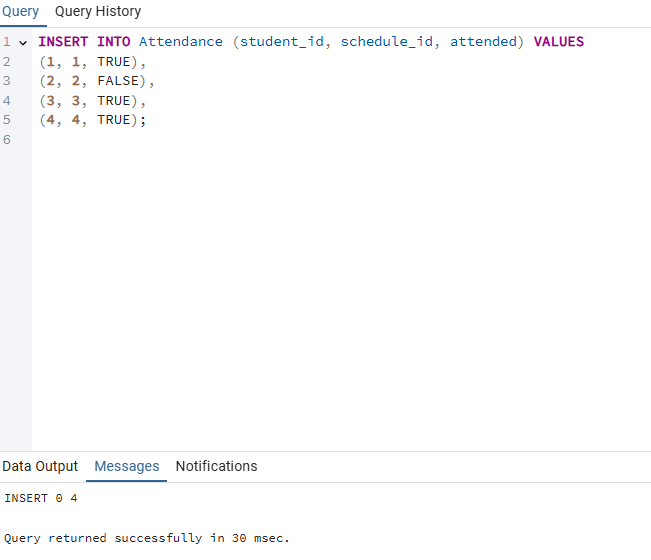 Query Query History
1 INSERT INTO Attendance (student_id, schedule_id, attended) VALUES
2 (1, 1, TRUE),
3 (2, 2, FALSE),
4 (3, 3, TRUE),
5 (4, 4, TRUE);
6
Data Output Messages Notifications
INSERT 0 4
Query returned successfully in 30 msec.